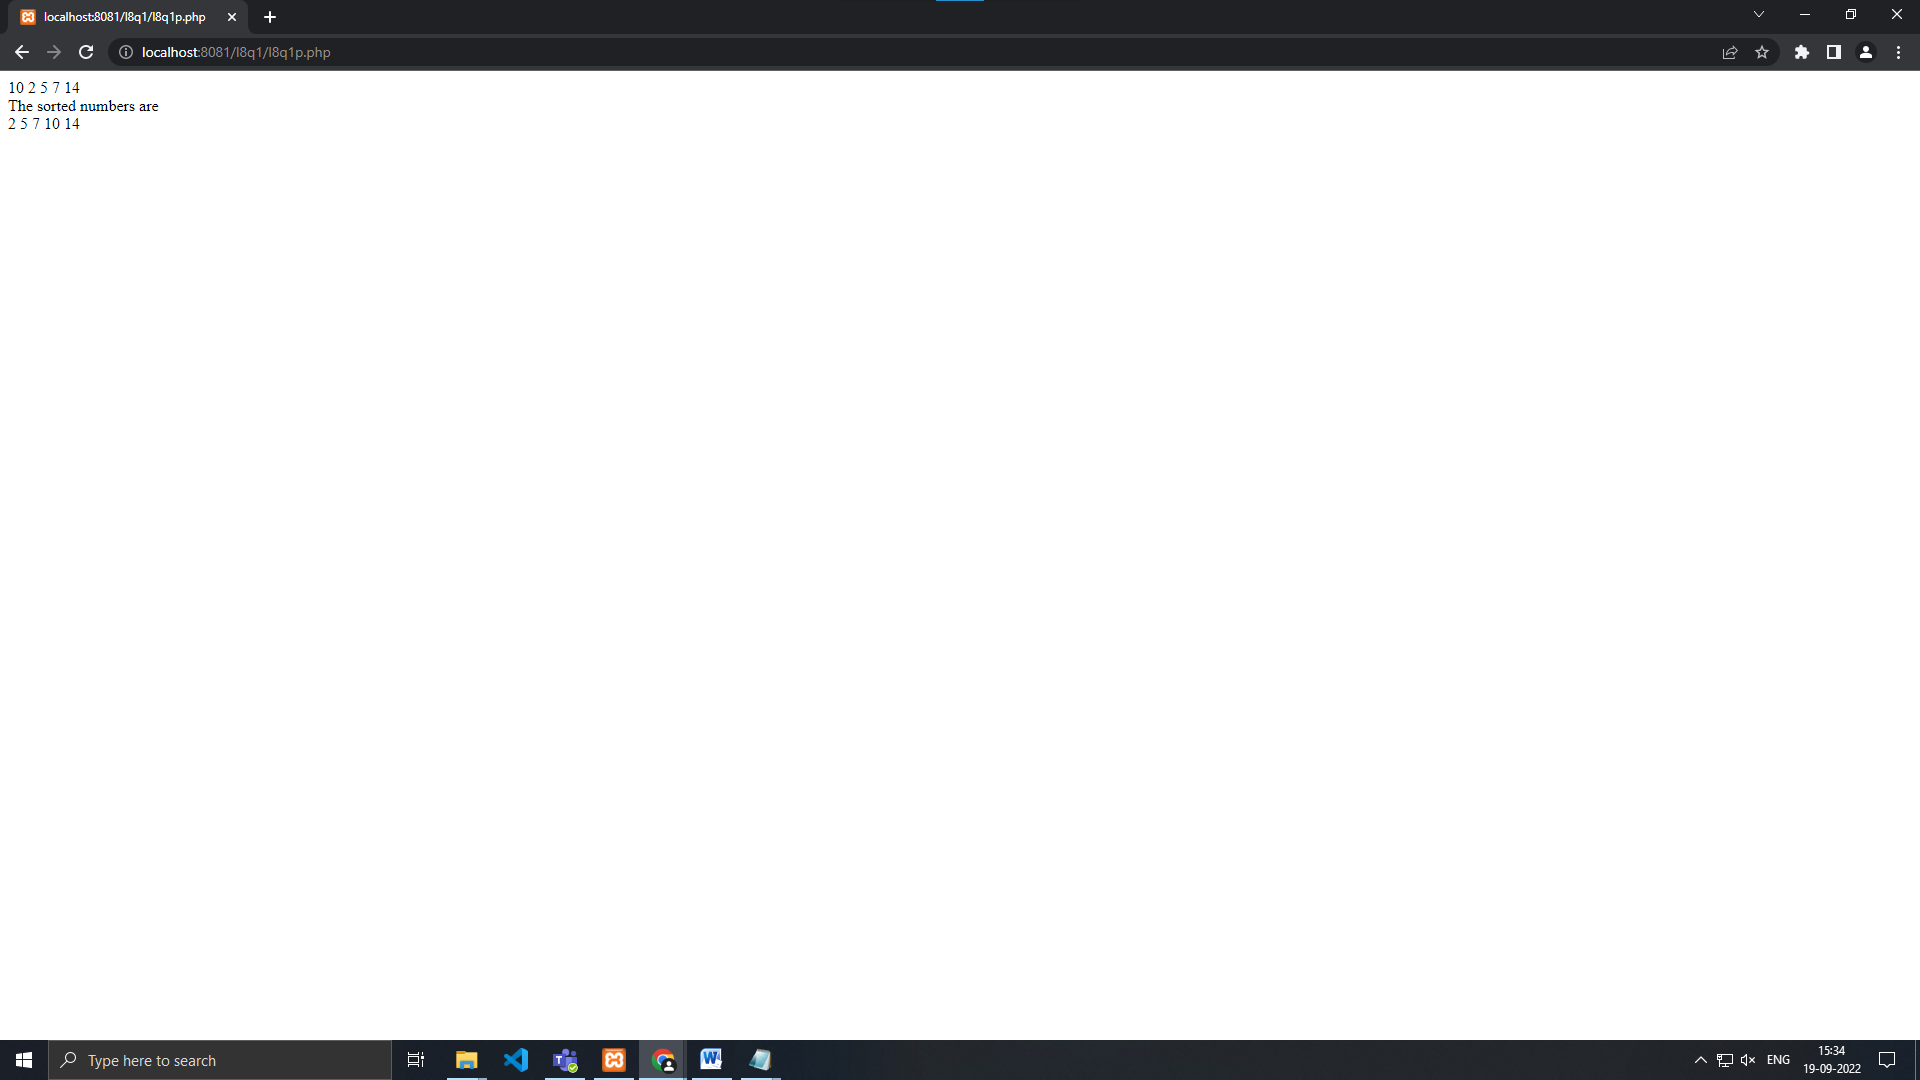 localhost:8081/l8q1/l8q1p.php
localhost:8081/l8q1/l8q1p.php
10 2 5 7 14
The sorted numbers are
2 5 7 10 14
Type here to search
ENG
15:34
19-09-2022